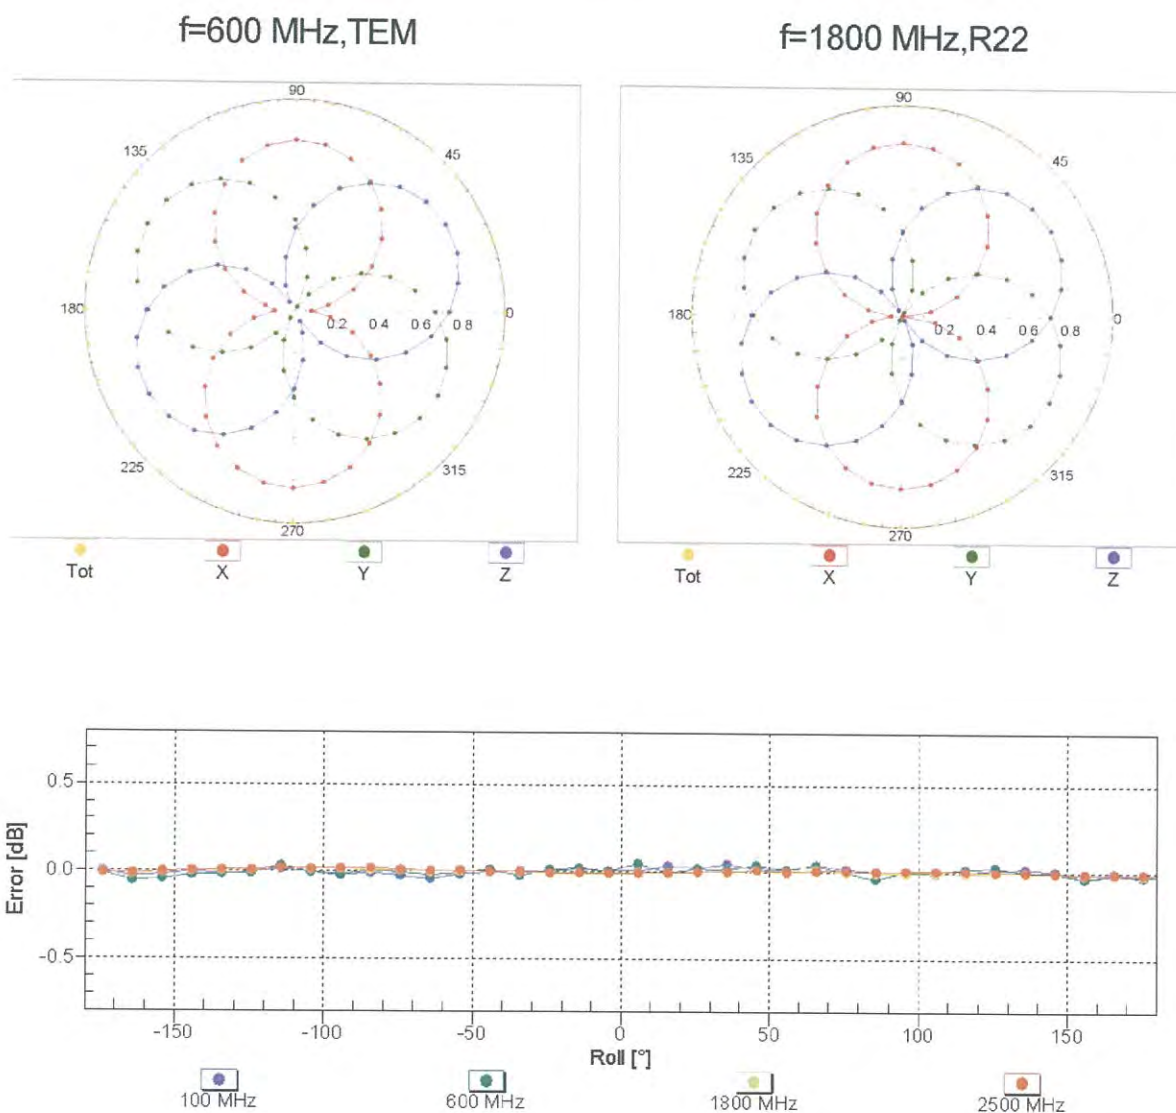 f=600 MHz,TEM
f=1800 MHz,R22
90
135
45
180
0
0.2 0.4 0.6 0.8
225
315
270
Tot X Y Z
90
135
45
180
0
0.2 0.4 0.6 0.8
225
315
270
Tot X Y Z
Error [dB]
0.5
0.0
-0.5
-150 -100 -50 0 50 100 150
Roll [°]
100 MHz 600 MHz 1800 MHz 2500 MHz